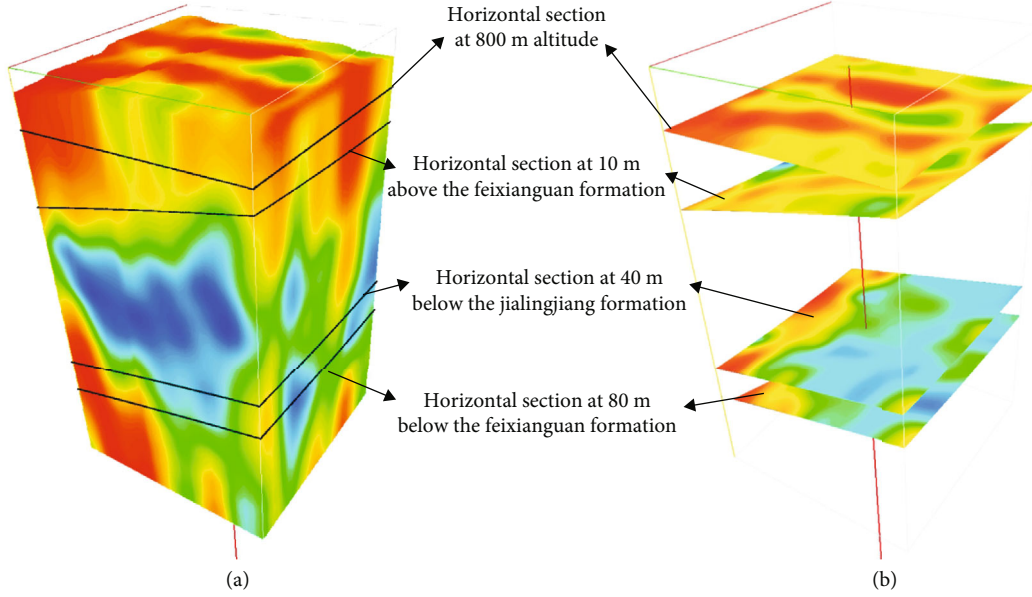 Horizontal section
at 800 m altitude
Horizontal section at 10 m
above the feixianguan formation
Horizontal section at 40 m
below the jialingjiang formation
Horizontal section at 80 m
below the feixianguan formation
(a)
(b)